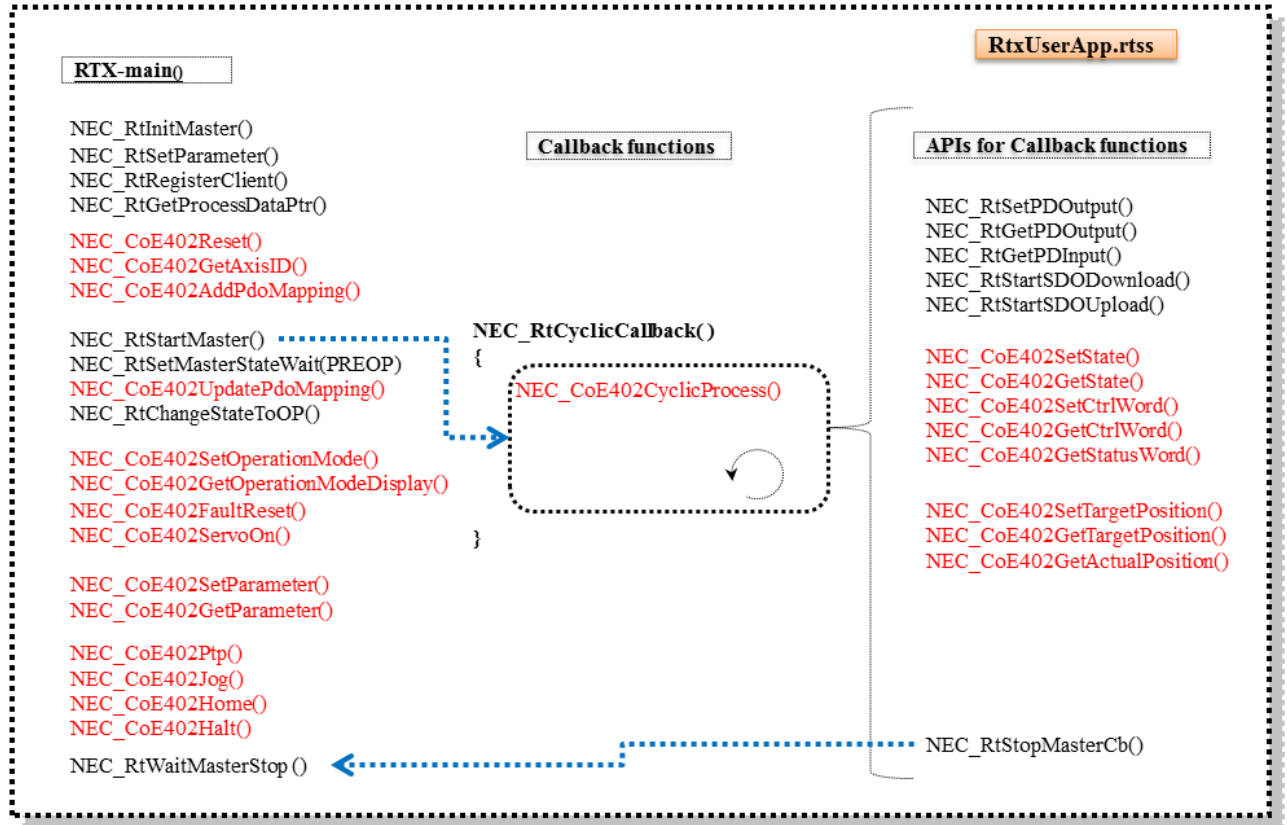 RtxUserApp.rtss
RTX-main()
NEC_RtInitMaster()
NEC_RtSetParameter()
NEC_RtRegisterClient()
NEC_RtGetProcessDataPtr()
NEC_CoE402Reset()
NEC_CoE402GetAxisID()
NEC_CoE402AddPdoMapping()
NEC_RtStartMaster()
NEC_RtSetMasterStateWait(PREOP)
NEC_CoE402UpdatePdoMapping()
NEC_RtChangeStateToOP()
NEC_CoE402SetOperationMode()
NEC_CoE402GetOperationModeDisplay()
NEC_CoE402FaultReset()
NEC_CoE402ServoOn()
NEC_CoE402SetParameter()
NEC_CoE402GetParameter()
NEC_CoE402Ptp()
NEC_CoE402Jog()
NEC_CoE402Home()
NEC_CoE402Halt()
NEC_RtWaitMasterStop ()
Callback functions
NEC_RtCyclicCallback( )
{
NEC_CoE402CyclicProcess()
}
APIs for Callback functions
NEC_RtSetPDOutput()
NEC_RtGetPDOutput()
NEC_RtGetPDInput()
NEC_RtStartSDODownload()
NEC_RtStartSDOUpload()
NEC_CoE402SetState()
NEC_CoE402GetState()
NEC_CoE402SetCtrlWord()
NEC_CoE402GetCtrlWord()
NEC_CoE402GetStatusWord()
NEC_CoE402SetTargetPosition()
NEC_CoE402GetTargetPosition()
NEC_CoE402GetActualPosition()
NEC_RtStopMasterCb()